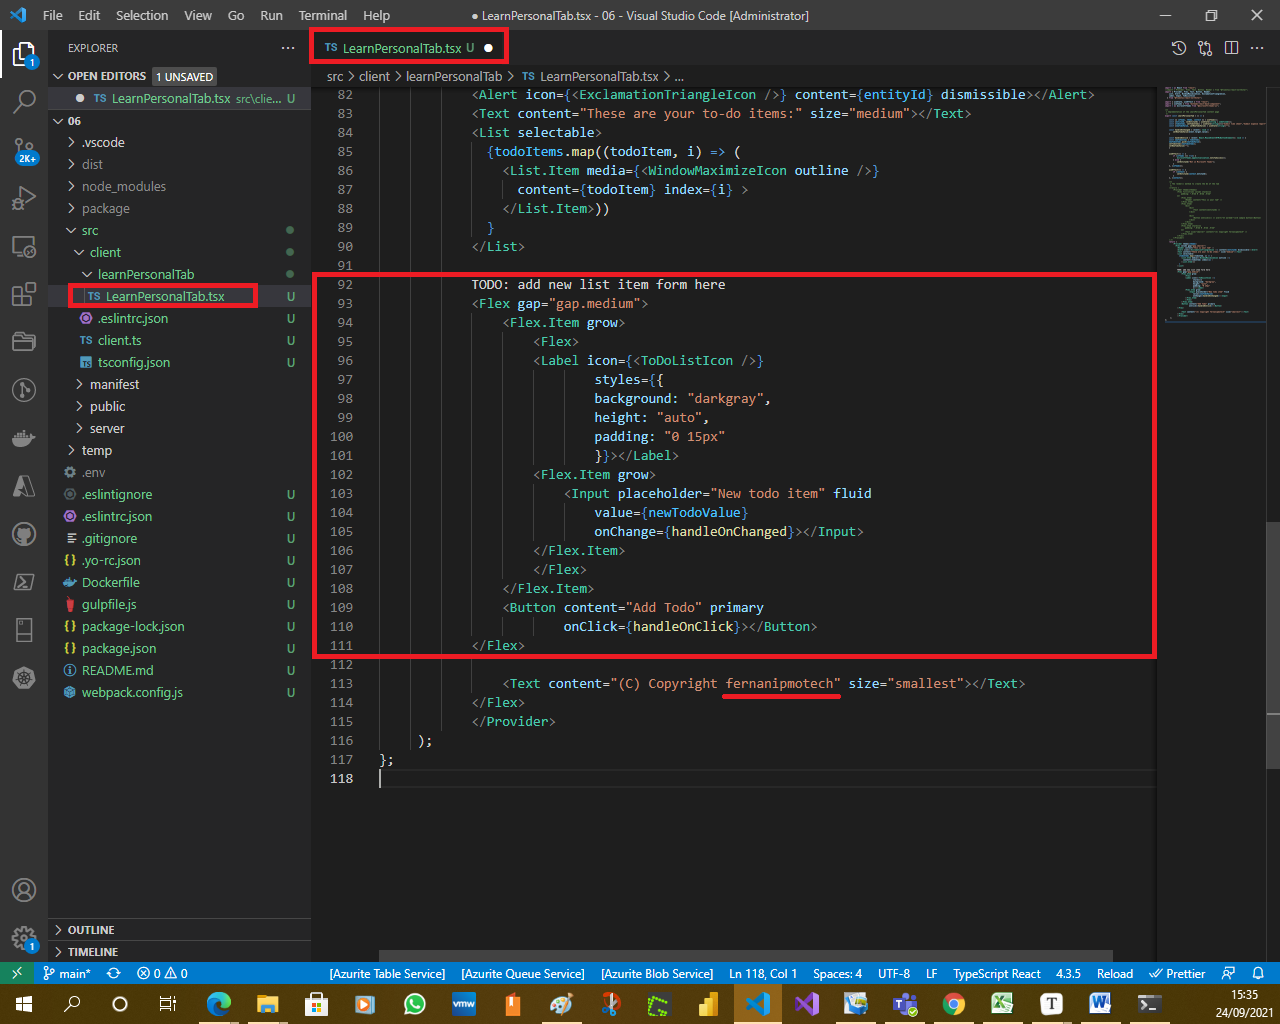 File Edit Selection View Go Run Terminal Help
● LearnPersonalTab.tsx - 06 - Visual Studio Code [Administrator]
EXPLORER
OPEN EDITORS 1 UNSAVED
TS LearnPersonalTab.tsx src\clie... U
06
.vscode
dist
node_modules
package
src
client
learnPersonalTab
TS LearnPersonalTab.tsx U
.eslintrc.json U
TS client.ts U
TS tsconfig.json U
manifest
public
server
temp
.env
.eslintignore U
.eslintrc.json U
.gitignore U
.yo-rc.json U
Dockerfile U
gulpfile.js U
package-lock.json U
package.json U
README.md U
webpack.config.js U
OUTLINE
TIMELINE
1
2K+
1
TS LearnPersonalTab.tsx U
src > client > learnPersonalTab > TS LearnPersonalTab.tsx > ...
82 <Alert icon={<ExclamationTriangleIcon />} content={entityId} dismissible></Alert>
83 <Text content="These are your to-do items:" size="medium"></Text>
84 <List selectable>
85 {todoItems.map((todoItem, i) => (
86 <List.Item media={<WindowMaximizeIcon outline />}
87 content={todoItem} index={i} >
88 </List.Item>))
89 }
90 </List>
91
92 TODO: add new list item form here
93 <Flex gap="gap.medium">
94 <Flex.Item grow>
95 <Flex>
96 <Label icon={<ToDoListIcon />}
97 styles={{
98 background: "darkgray",
99 height: "auto",
100 padding: "0 15px"
101 }}></Label>
102 <Flex.Item grow>
103 <Input placeholder="New todo item" fluid
104 value={newTodoValue}
105 onChange={handleOnChanged}></Input>
106 </Flex.Item>
107 </Flex>
108 </Flex.Item>
109 <Button content="Add Todo" primary
110 onClick={handleOnClick}></Button>
111 </Flex>
112
113 <Text content="(C) Copyright fernanipmotech" size="smallest"></Text>
114 </Flex>
115 </Provider>
116 );
117 };
118
main* 0 0 [Azurite Table Service] [Azurite Queue Service] [Azurite Blob Service] Ln 118, Col 1 Spaces: 4 UTF-8 LF TypeScript React 4.3.5 Reload Prettier
vmw
15:35
24/09/2021